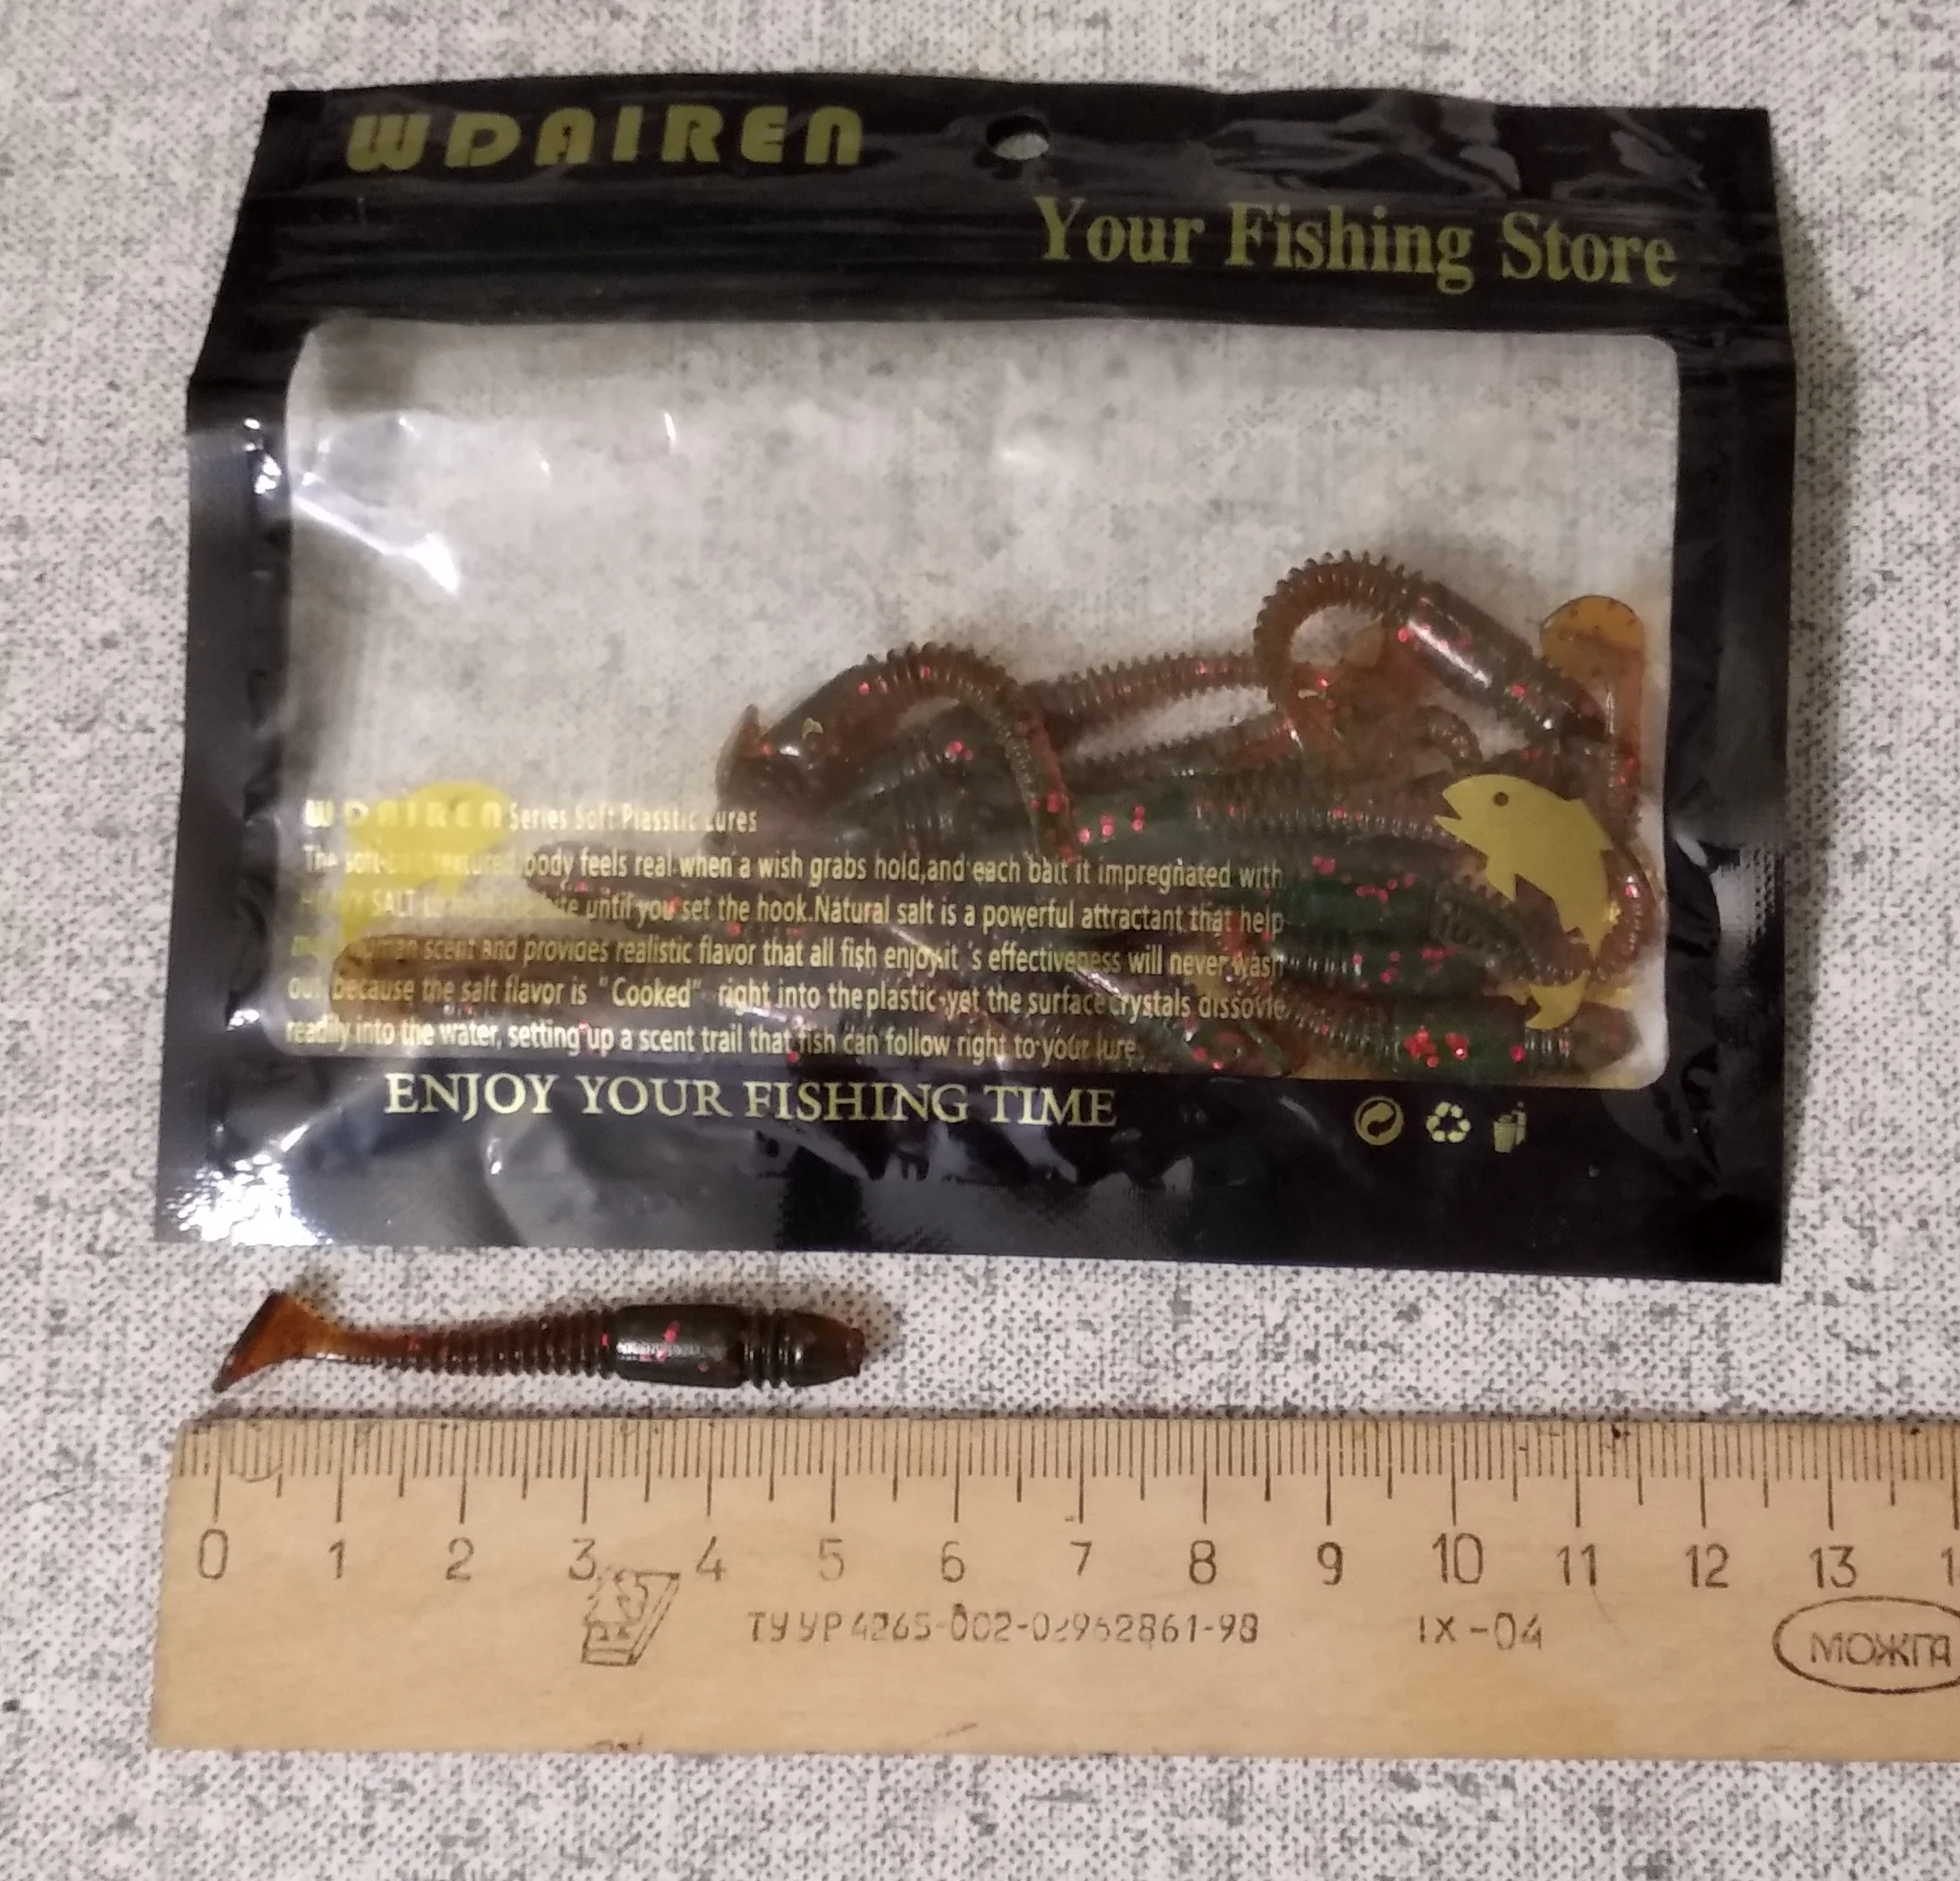 WDAIREN
Your Fishing Store
WDAIREN Series Soft Plasstic Lures
The textured body feels real when a wish grabs hold,and each bait it impregnated with
SALT until you set the hook.Natural salt is a powerful attractant that help
human scent and provides realistic flavor that all fish enjoy.it 's effectiveness will never wash
out, because the salt flavor is "Cooked" right into the plastic yet the surface crystals dissovle
readily into the water, setting up a scent trail that fish can follow right to your lure.
ENJOY YOUR FISHING TIME
0 1 2 3 4 5 6 7 8 9 10 11 12 13
ТУ УР 4265-002-02952861-98 IX-04
МОЖГА